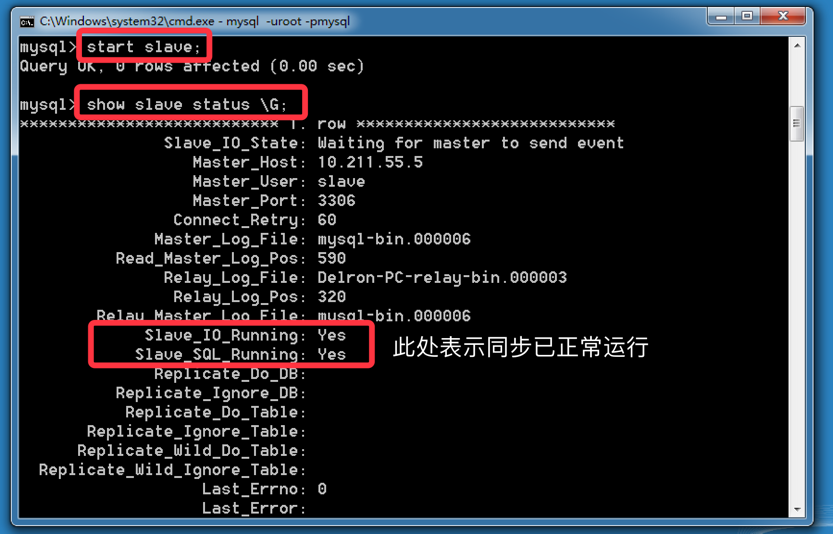 C:\Windows\system32\cmd.exe - mysql -uroot -pmysql
mysql> start slave;
Query OK, 0 rows affected (0.00 sec)
mysql> show slave status \G;
*************************** 1. row ***************************
Slave_IO_State: Waiting for master to send event
Master_Host: 10.211.55.5
Master_User: slave
Master_Port: 3306
Connect_Retry: 60
Master_Log_File: mysql-bin.000006
Read_Master_Log_Pos: 590
Relay_Log_File: Delron-PC-relay-bin.000003
Relay_Log_Pos: 320
Relay_Master_Log_File: mysql-bin.000006
Slave_IO_Running: Yes
Slave_SQL_Running: Yes
此处表示同步已正常运行
Replicate_Do_DB:
Replicate_Ignore_DB:
Replicate_Do_Table:
Replicate_Ignore_Table:
Replicate_Wild_Do_Table:
Replicate_Wild_Ignore_Table:
Last_Errno: 0
Last_Error: